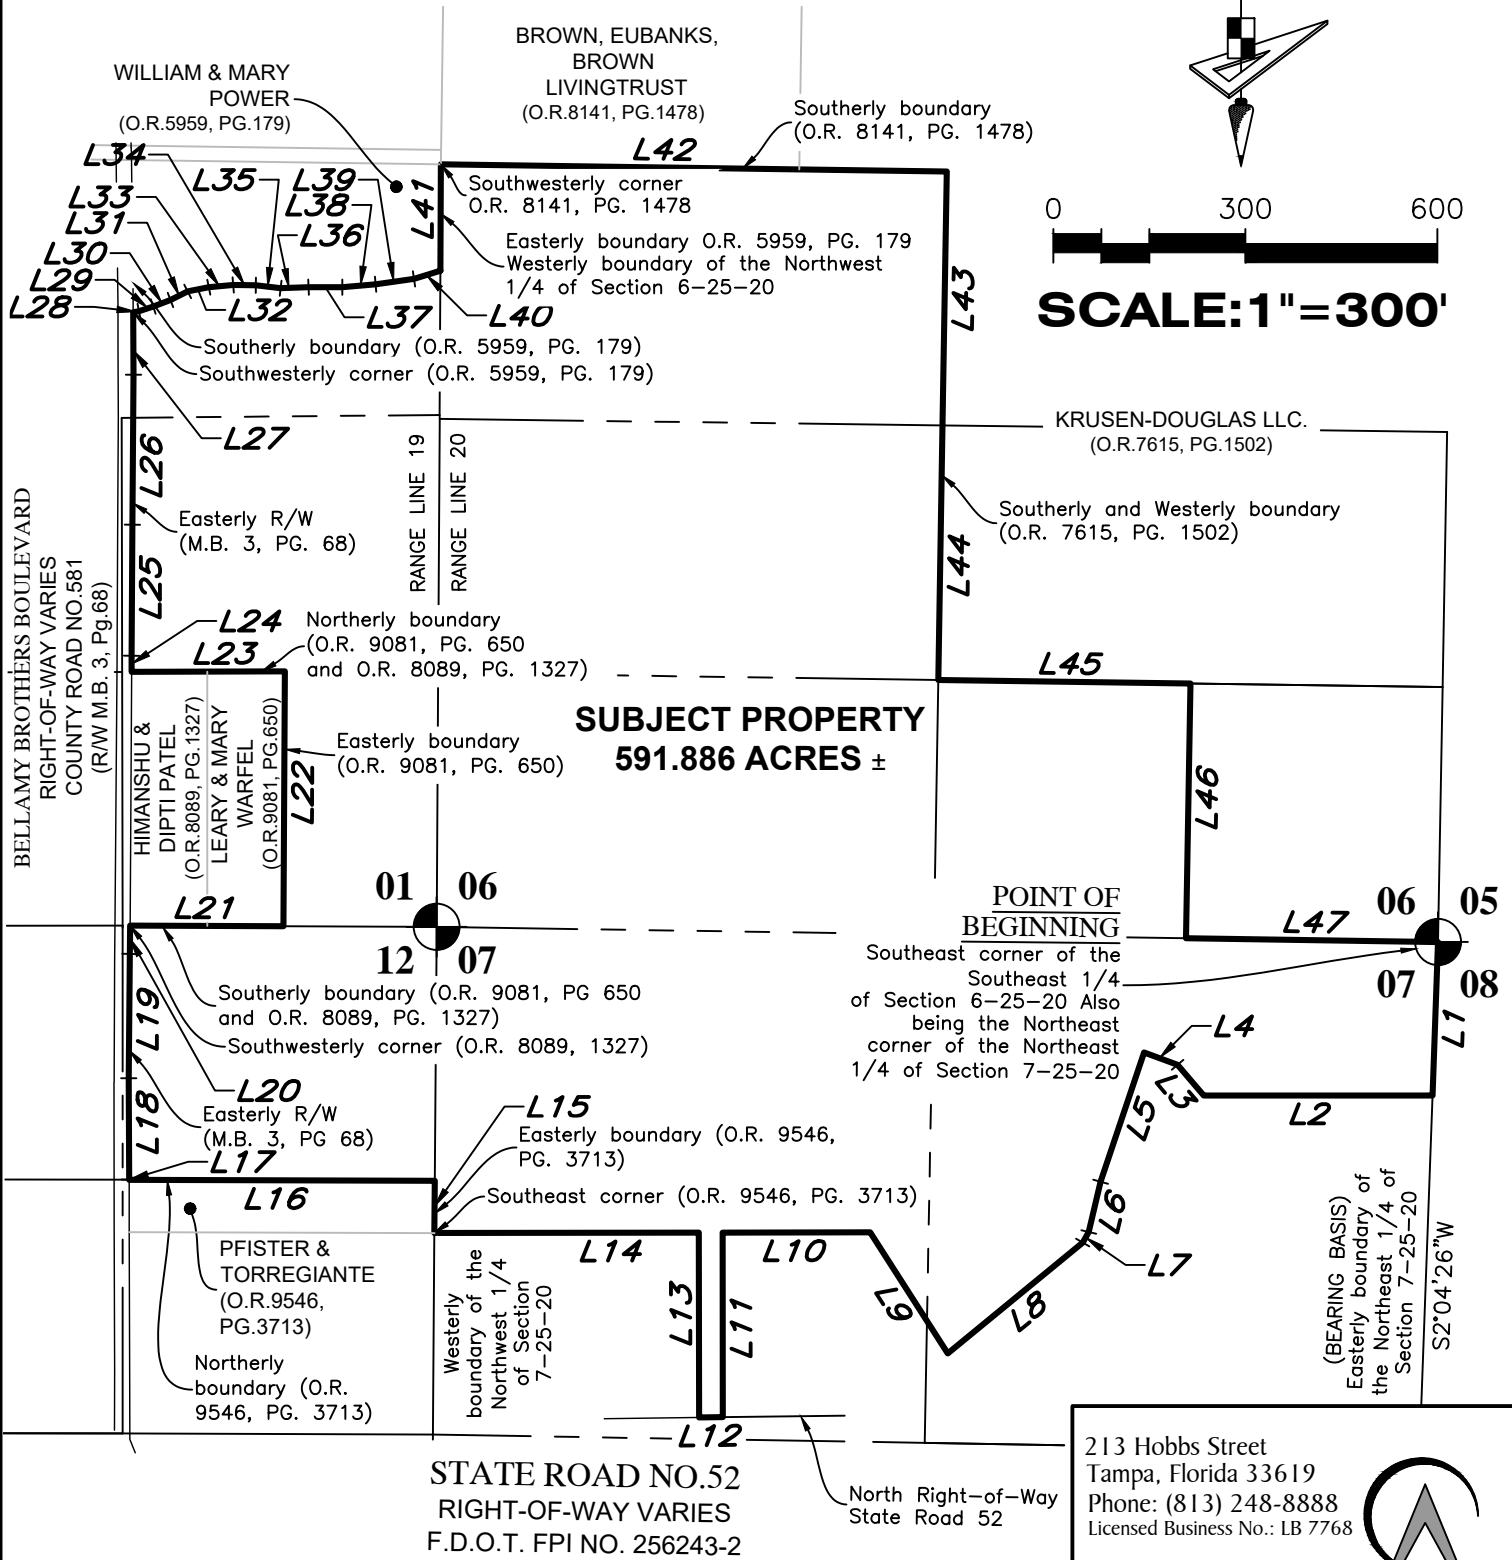 BROWN, EUBANKS,
BROWN
LIVINGTRUST
(O.R.8141, PG.1478)
WILLIAM & MARY
POWER
(O.R.5959, PG.179)
Southerly boundary
(O.R. 8141, PG. 1478)
L42
L34
L35
L39
L33
L38
L41
L31
L36
L30
L29
L28
L32
L37
L40
Southwesterly corner
O.R. 8141, PG. 1478
Easterly boundary O.R. 5959, PG. 179
Westerly boundary of the Northwest
1/4 of Section 6-25-20
L43
0 300 600
SCALE:1"=300'
Southerly boundary (O.R. 5959, PG. 179)
Southwesterly corner (O.R. 5959, PG. 179)
L27
L26
RANGE LINE 19
RANGE LINE 20
KRUSEN-DOUGLAS LLC.
(O.R.7615, PG.1502)
Easterly R/W
(M.B. 3, PG. 68)
Southerly and Westerly boundary
(O.R. 7615, PG. 1502)
BELLAMY BROTHERS BOULEVARD
RIGHT-OF-WAY VARIES
COUNTY ROAD NO.581
(R/W M.B. 3, Pg.68)
L25
L44
L24
L23
Northerly boundary
(O.R. 9081, PG. 650
and O.R. 8089, PG. 1327)
L45
SUBJECT PROPERTY
591.886 ACRES ±
HIMANSHU &
DIPTI PATEL
(O.R.8089, PG.1327)
LEARY & MARY
WARFEL
(O.R.9081, PG.650)
Easterly boundary
(O.R. 9081, PG. 650)
L22
L46
L21
01 06
12 07
POINT OF
BEGINNING
Southeast corner of the
Southeast 1/4
of Section 6-25-20 Also
being the Northeast
corner of the Northeast
1/4 of Section 7-25-20
L47
06 05
07 08
Southerly boundary (O.R. 9081, PG 650
and O.R. 8089, PG. 1327)
Southwesterly corner (O.R. 8089, 1327)
L19
L20
L18
Easterly R/W
(M.B. 3, PG 68)
L17
L16
L15
Easterly boundary (O.R. 9546,
PG. 3713)
Southeast corner (O.R. 9546, PG. 3713)
L4
L3
L5
L2
L1
L6
L7
L8
L9
L10
L11
L13
L14
L12
PFISTER &
TORREGIANTE
(O.R.9546,
PG.3713)
Northerly
boundary (O.R.
9546, PG. 3713)
Westerly
boundary of the
Northwest 1/4
of Section
7-25-20
(BEARING BASIS)
Easterly boundary of
the Northeast 1/4 of
Section 7-25-20
S2°04'26"W
STATE ROAD NO.52
RIGHT-OF-WAY VARIES
F.D.O.T. FPI NO. 256243-2
North Right-of-Way
State Road 52
213 Hobbs Street
Tampa, Florida 33619
Phone: (813) 248-8888
Licensed Business No.: LB 7768